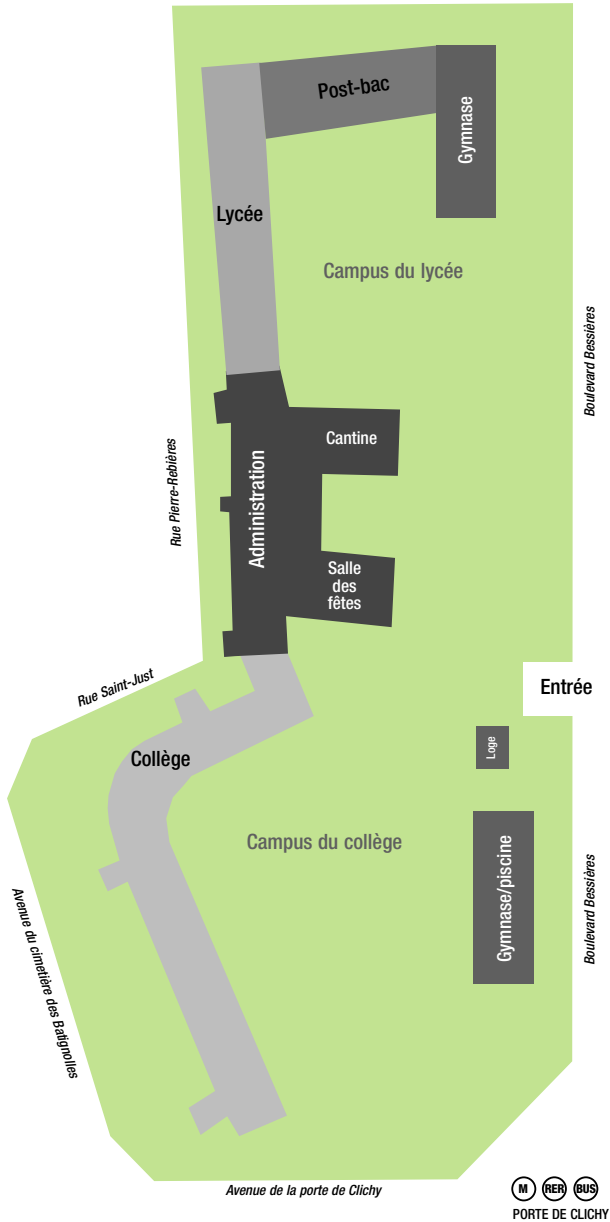 Post-bac
Gymnase
Lycée
Campus du lycée
Boulevard Bessières
Cantine
Rue Pierre-Rebières
Administration
Salle
des
fêtes
Rue Saint-Just
Entrée
Loge
Collège
Campus du collège
Gymnase/piscine
Boulevard Bessières
Avenue du cimetière des Batignolles
Avenue de la porte de Clichy
M RER BUS
PORTE DE CLICHY